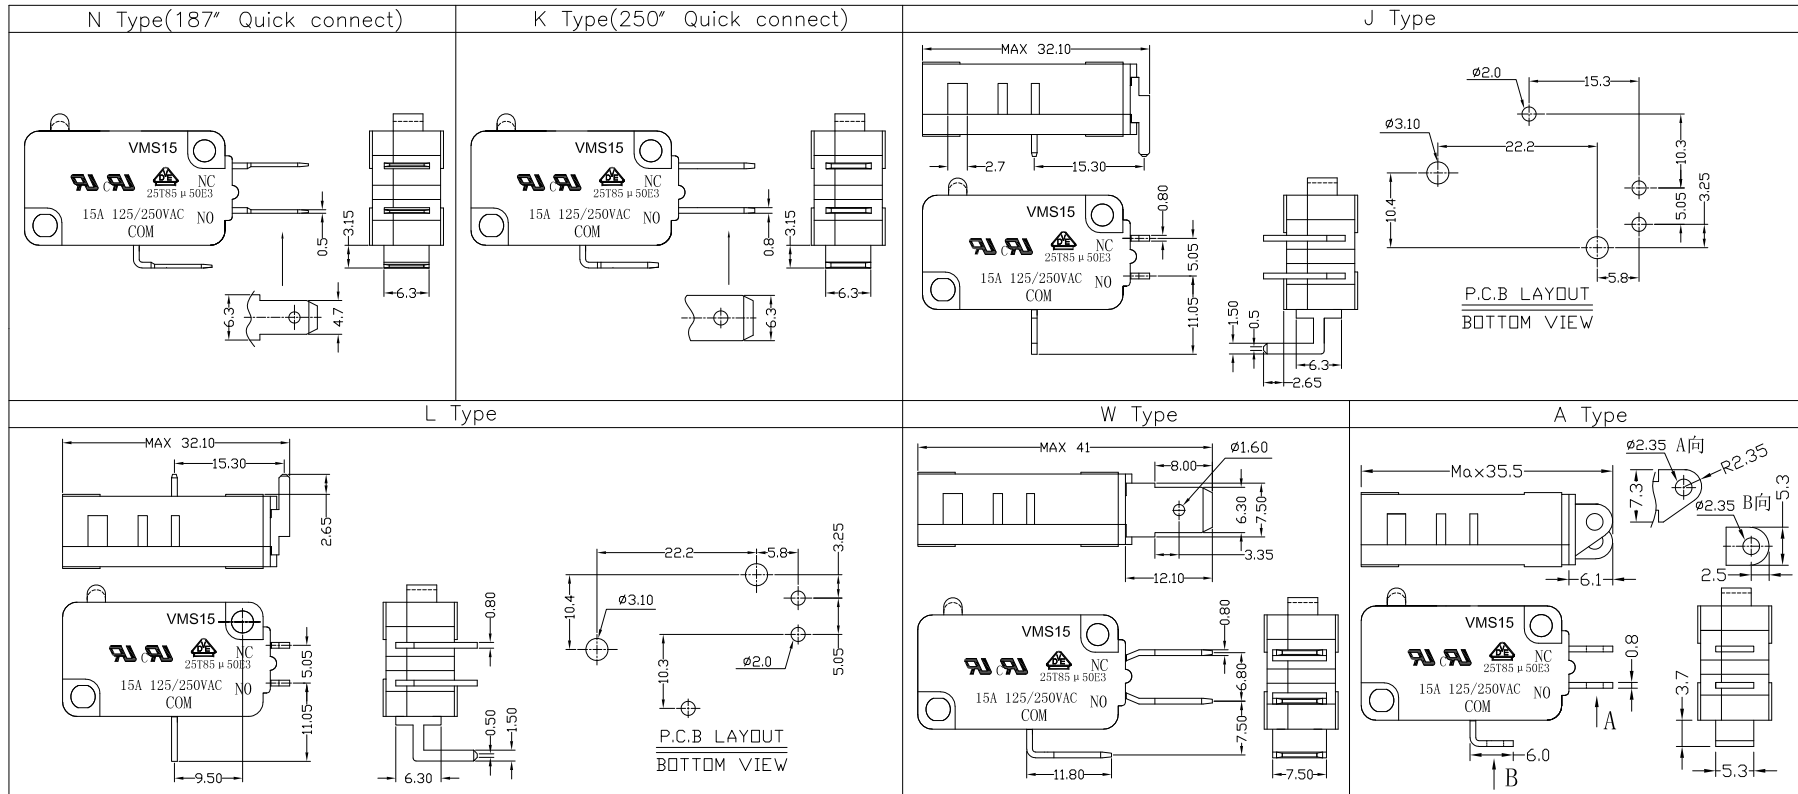 N Type(187″ Quick connect)
VMS15
NC
25T85 μ 50E3
15A 125/250VAC NO
COM
0.5
3.15
6.3
6.3
4.7
K Type(250″ Quick connect)
VMS15
NC
25T85 μ 50E3
15A 125/250VAC NO
COM
0.8
3.15
6.3
6.3
J Type
MAX 32.10
2.7
15.30
VMS15
NC
25T85 μ 50E3
15A 125/250VAC NO
COM
0.80
5.05
11.05
1.50
0.5
6.3
2.65
ø2.0
15.3
ø3.10
22.2
10.3
10.4
5.05
3.25
5.8
P.C.B LAYOUT
BOTTOM VIEW
L Type
MAX 32.10
15.30
2.65
VMS15
NC
25T85 μ 50E3
15A 125/250VAC NO
COM
5.05
11.05
9.50
0.80
0.50
1.50
6.30
22.2
5.8
3.25
10.4
ø3.10
5.05
10.3
ø2.0
P.C.B LAYOUT
BOTTOM VIEW
W Type
MAX 41
8.00
ø1.60
6.30
7.50
3.35
12.10
VMS15
NC
25T85 μ 50E3
15A 125/250VAC NO
COM
0.80
6.80
7.50
11.80
7.50
A Type
Max35.5
ø2.35 A向
R2.35
7.3
ø2.35 B向
5.3
2.5
6.1
VMS15
NC
25T85 μ 50E3
15A 125/250VAC NO
COM
0.8
3.7
A
6.0
B
5.3